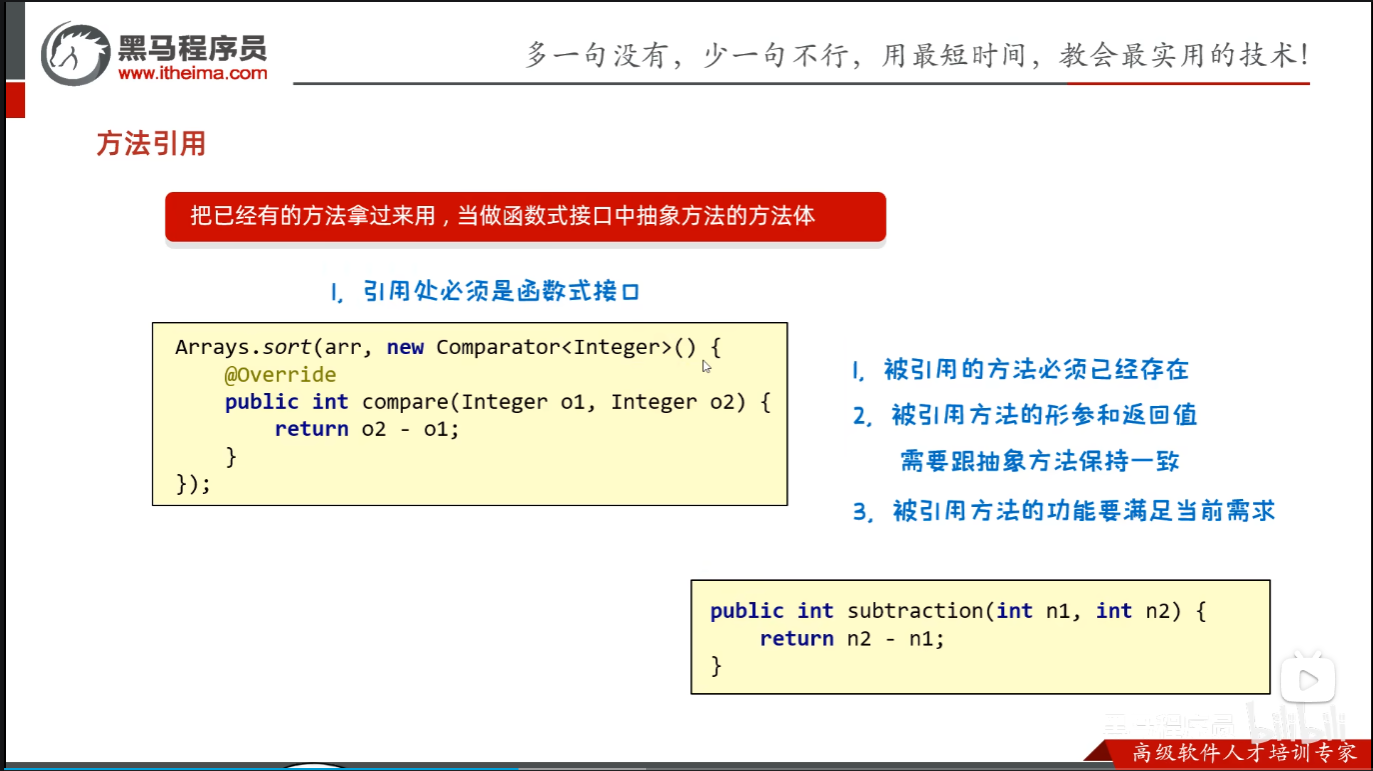 黑马程序员
www.itheima.com
多一句没有，少一句不行，用最短时间，教会最实用的技术！
方法引用
把已经有的方法拿过来用，当做函数式接口中抽象方法的方法体
1，引用处必须是函数式接口
Arrays.sort(arr, new Comparator<Integer>() {
@Override
public int compare(Integer o1, Integer o2) {
return o2 - o1;
}
});
1，被引用的方法必须已经存在
2，被引用方法的形参和返回值
需要跟抽象方法保持一致
3，被引用方法的功能要满足当前需求
public int subtraction(int n1, int n2) {
return n2 - n1;
}
黑马程序员
bilibili
高级软件人才培训专家